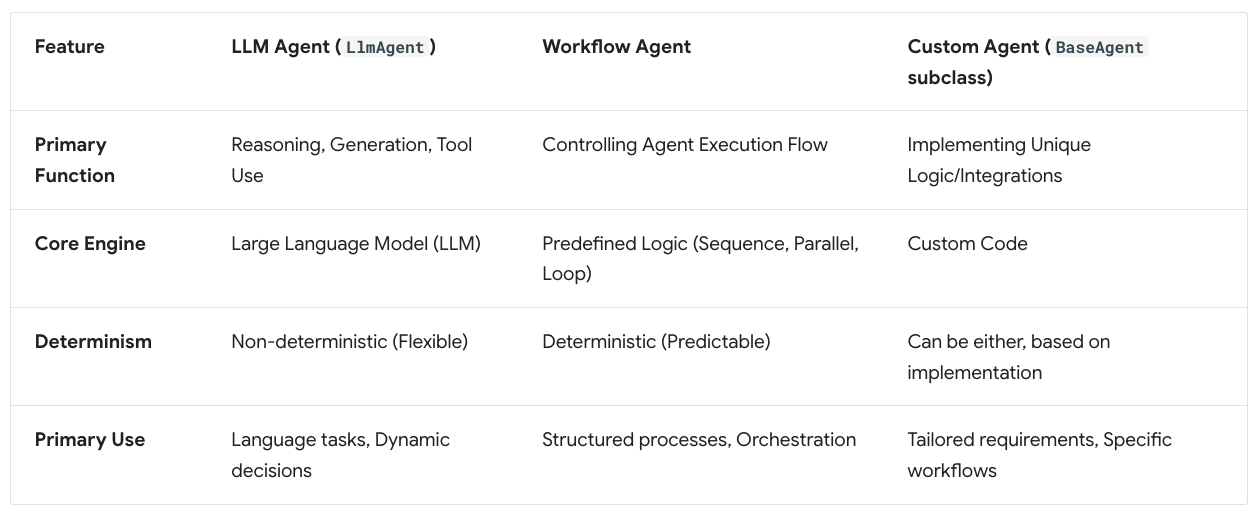 Feature LLM Agent ( LlmAgent ) Workflow Agent Custom Agent ( BaseAgent
subclass)
Primary Reasoning, Generation, Tool Controlling Agent Execution Flow Implementing Unique
Function Use Logic/Integrations
Core Engine Large Language Model (LLM) Predefined Logic (Sequence, Parallel, Custom Code
Loop)
Determinism Non-deterministic (Flexible) Deterministic (Predictable) Can be either, based on
implementation
Primary Use Language tasks, Dynamic Structured processes, Orchestration Tailored requirements, Specific
decisions workflows